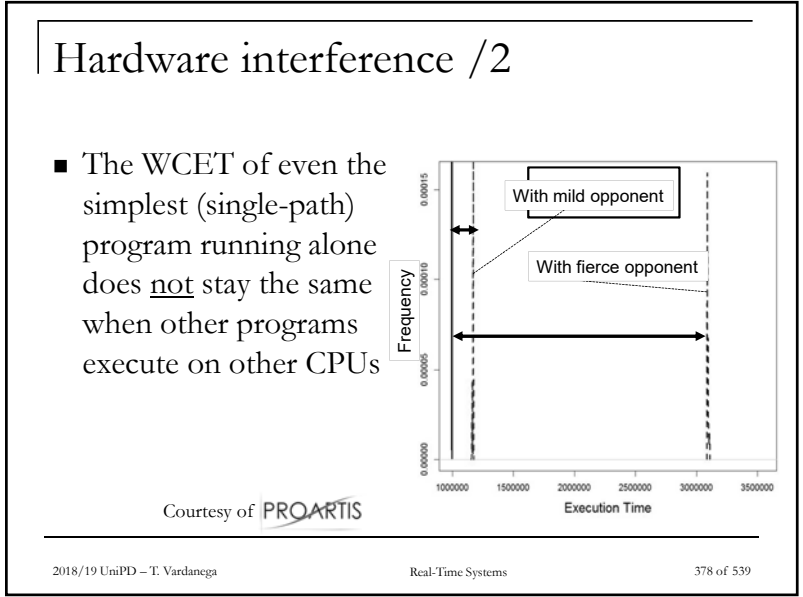 Hardware interference /2
■ The WCET of even the
simplest (single-path)
program running alone
does not stay the same
when other programs
execute on other CPUs
With mild opponent
With fierce opponent
Frequency
0.00015
0.00010
0.00005
0.00000
1000000 1500000 2000000 2500000 3000000 3500000
Execution Time
Courtesy of PROARTIS
2018/19 UniPD – T. Vardanega Real-Time Systems 378 of 539